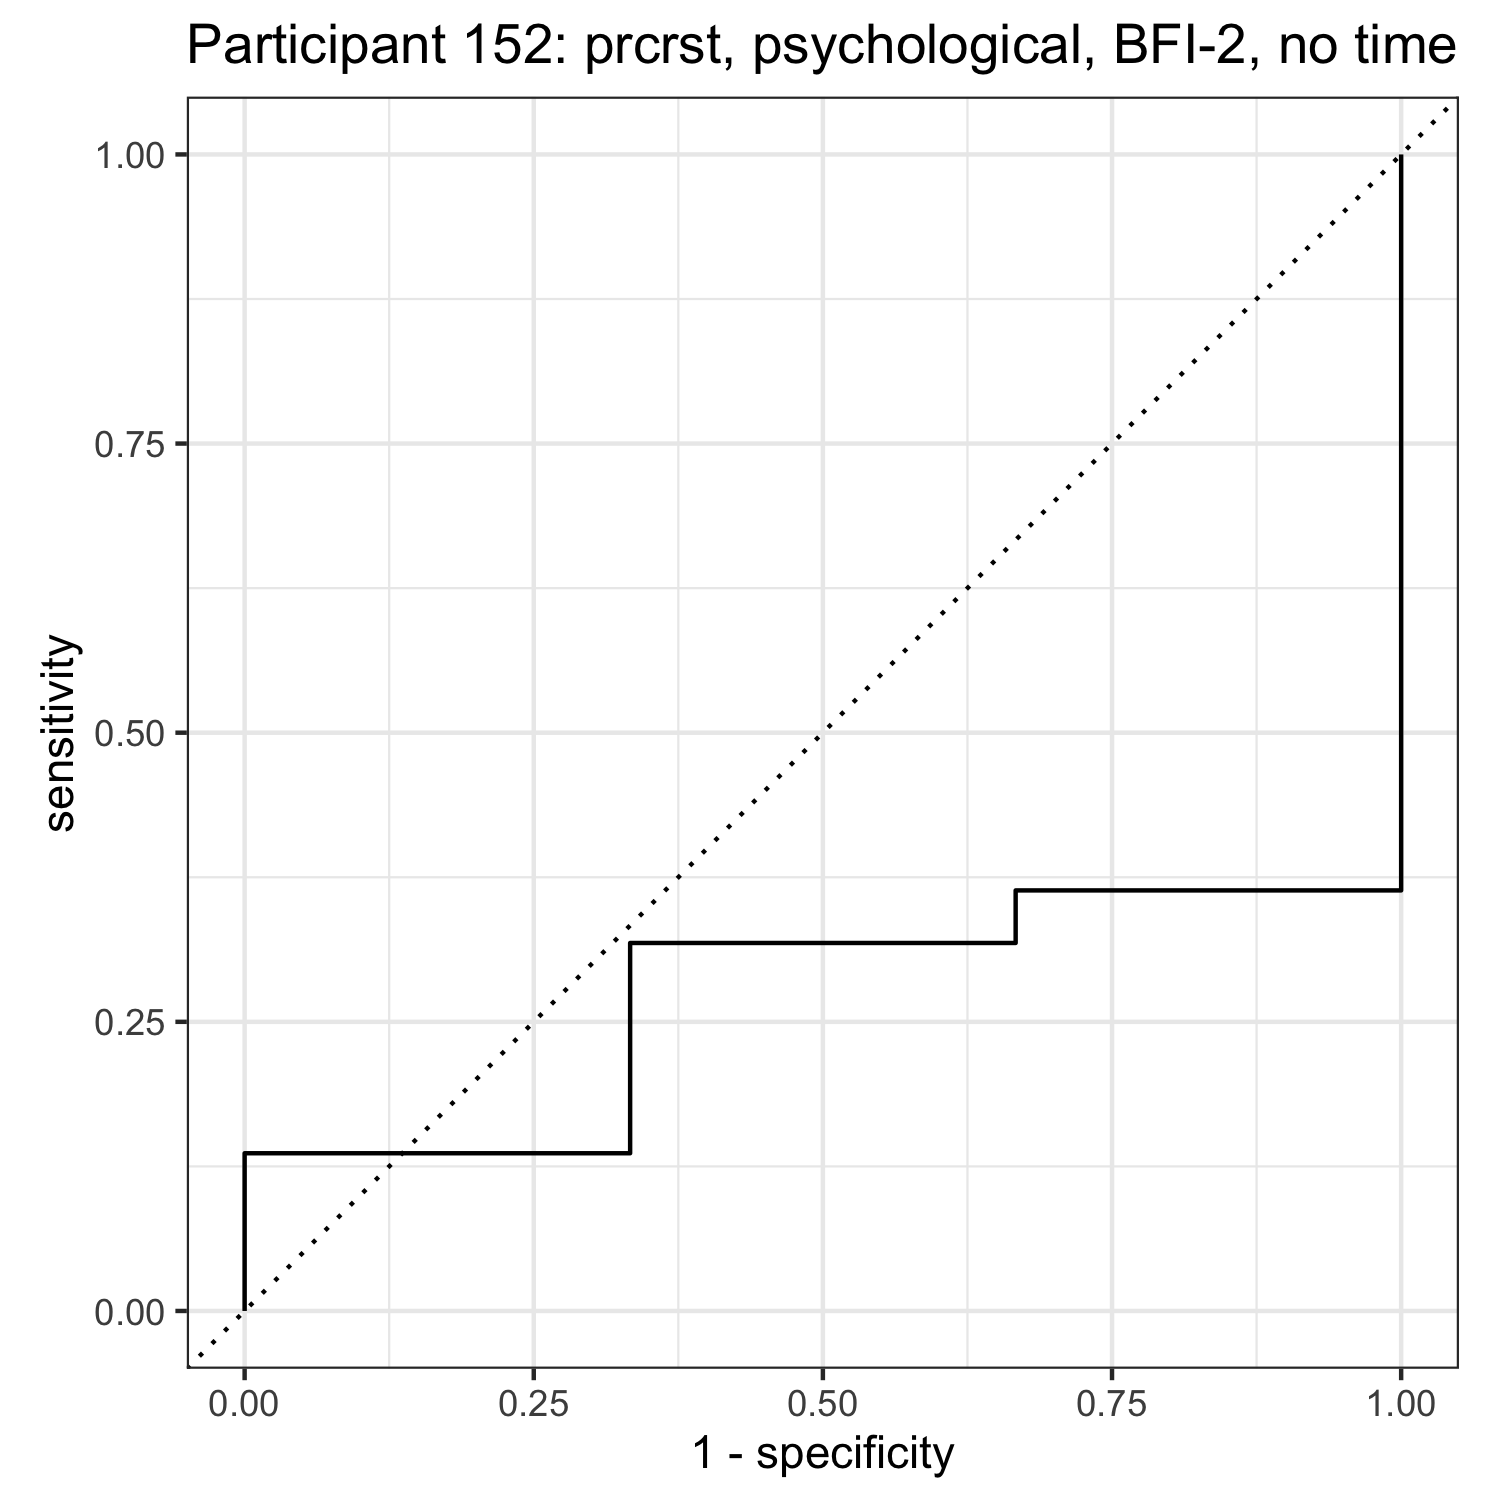 Participant 152: prcrst, psychological, BFI-2, no time
1.00
0.75
0.50
0.25
0.00
sensitivity
0.00 0.25 0.50 0.75 1.00
1 - specificity